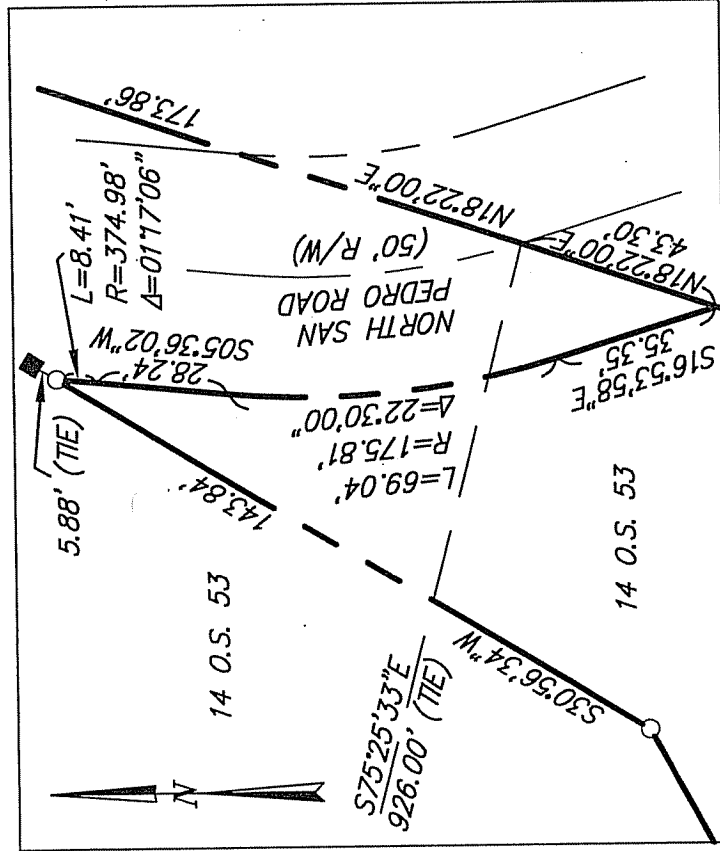 173.86'
L=8.41'
R=374.98'
Δ=01°17'06"
5.88' (TIE)
S05°36'02"W
28.24'
143.84'
N18°22'00"E
NORTH SAN
PEDRO ROAD
(50' R/W)
N18°22'00"E
43.30'
L=69.04'
R=175.81'
Δ=22°30'00"
S16°53'58"E
35.35'
14 O.S. 53
14 O.S. 53
S75°25'33"E
926.00' (TIE)
S30°56'34"W
N